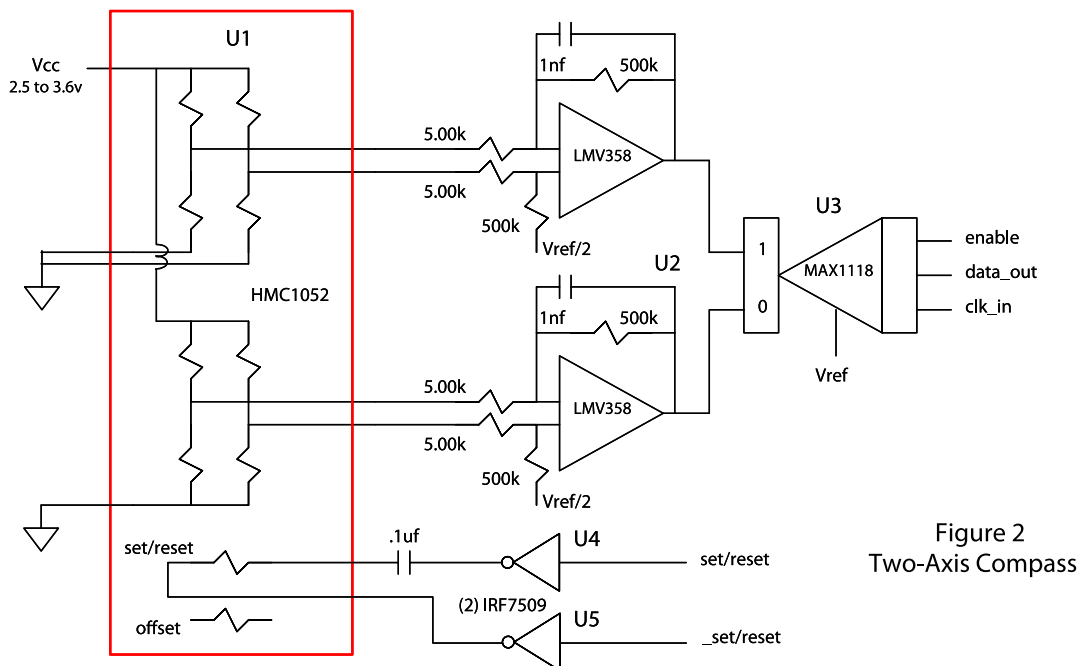 U1
Vcc
2.5 to 3.6v
1nf
500k
5.00k
LMV358
5.00k
500k
Vref/2
U3
1
MAX1118
enable
data_out
clk_in
0
Vref
HMC1052
U2
1nf
500k
5.00k
LMV358
5.00k
500k
Vref/2
set/reset
.1uf
U4
set/reset
(2) IRF7509
offset
U5
_set/reset
Figure 2
Two-Axis Compass